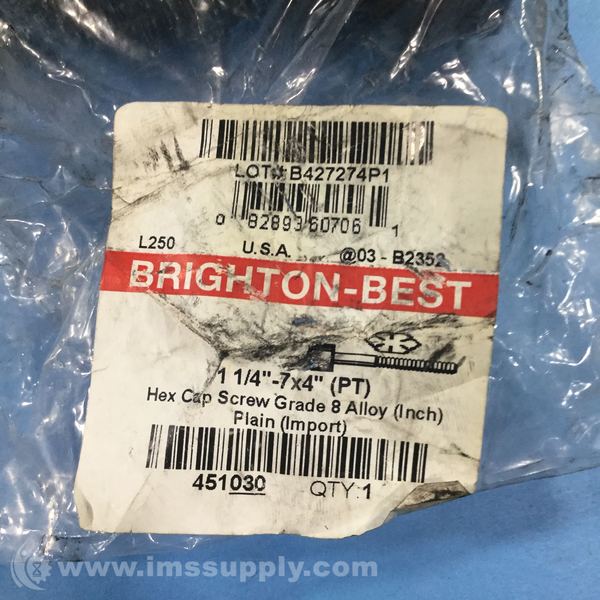 LOT#:B427274P1
0 82893 60706 1
L250 U.S.A. @03 - B2352
BRIGHTON-BEST
1 1/4"-7x4" (PT)
Hex Cap Screw Grade 8 Alloy (Inch)
Plain (Import)
451030 QTY:1
www.imssupply.com